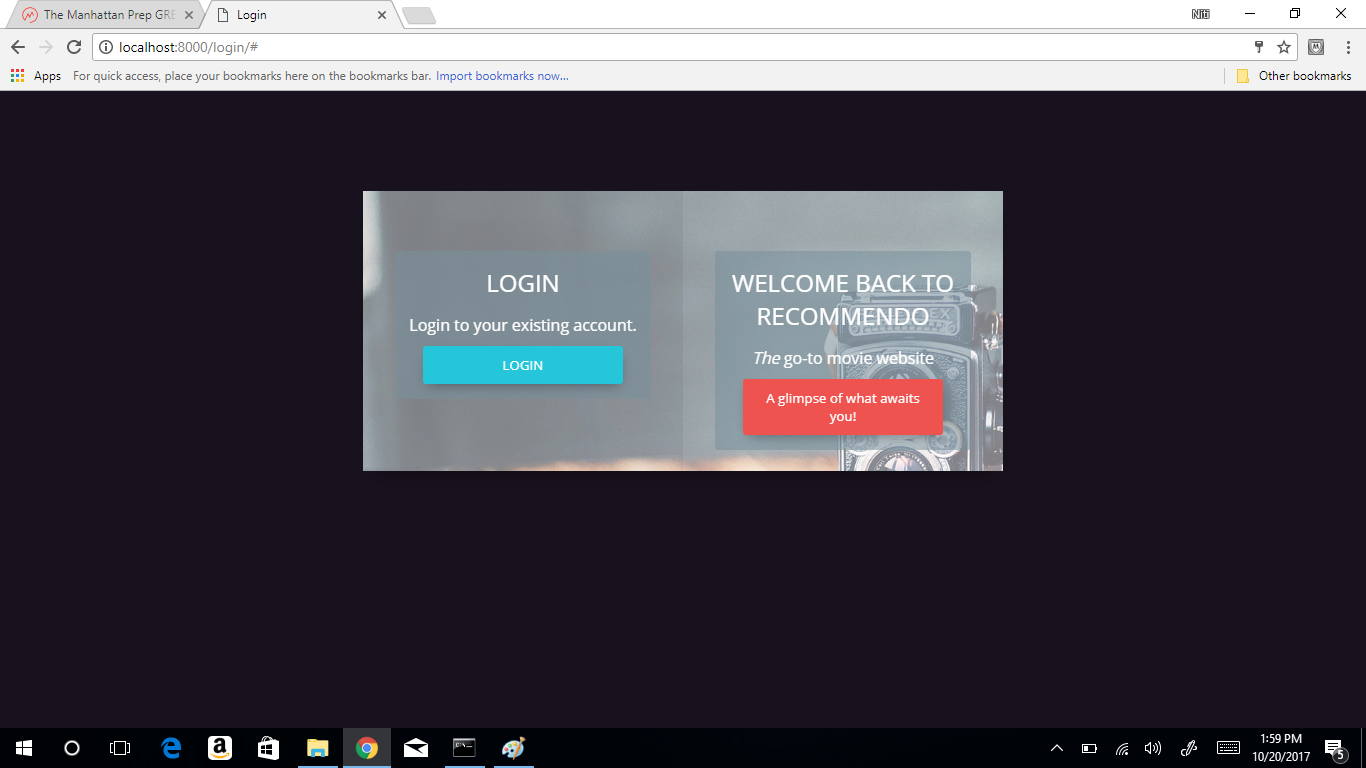 The Manhattan Prep GRE
Login
Niti
localhost:8000/login/#
Apps
For quick access, place your bookmarks here on the bookmarks bar. Import bookmarks now...
Other bookmarks
LOGIN
Login to your existing account.
LOGIN
WELCOME BACK TO
RECOMMENDO
The go-to movie website
A glimpse of what awaits
you!
1:59 PM
10/20/2017
5